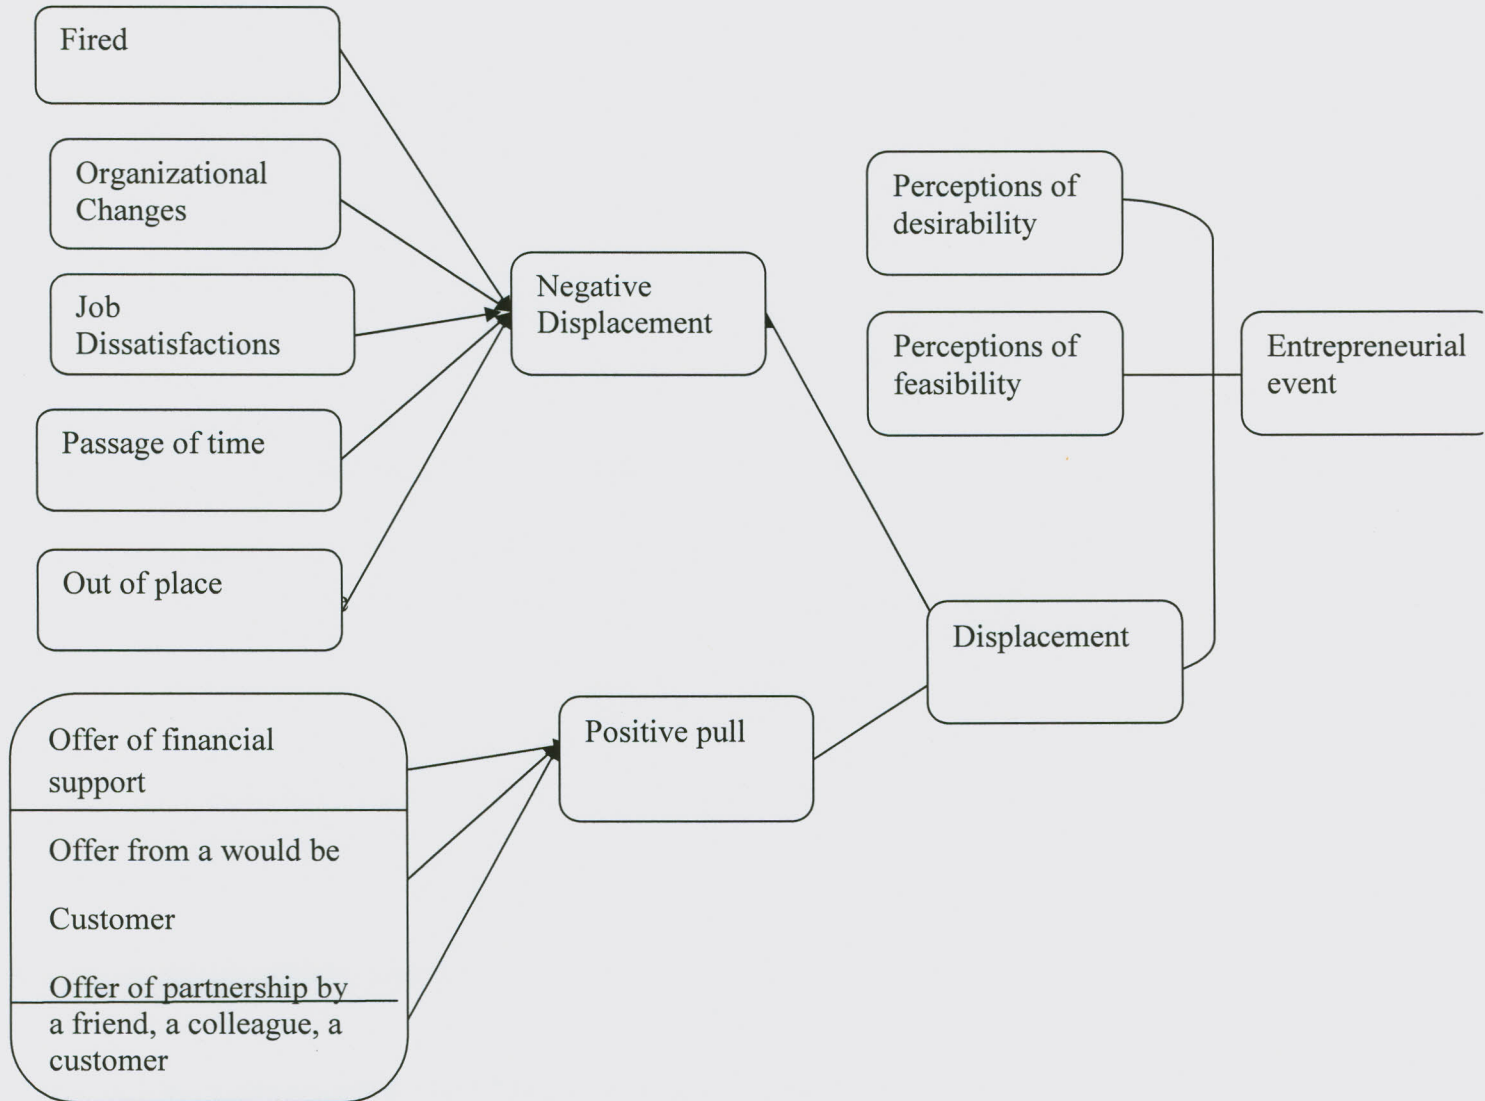 Fired
Organizational
Changes
Job
Dissatisfactions
Passage of time
Out of place
Negative
Displacement
Perceptions of
desirability
Perceptions of
feasibility
Entrepreneurial
event
Displacement
Positive pull
Offer of financial
support
Offer from a would be
Customer
Offer of partnership by
a friend, a colleague, a
customer